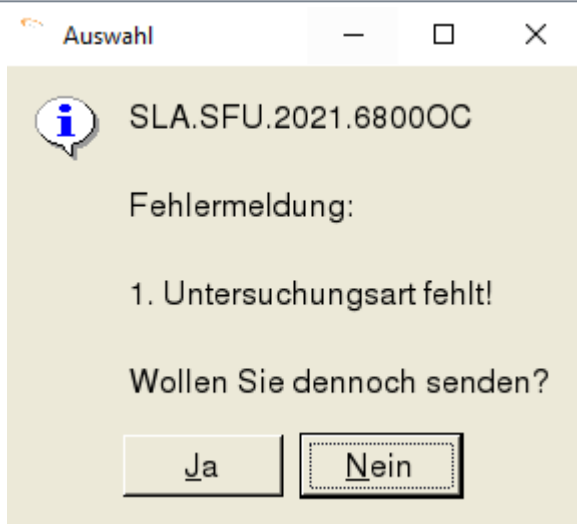 Auswahl
SLA.SFU.2021.6800OC
Fehlermeldung:
1. Untersuchungsart fehlt!
Wollen Sie dennoch senden?
Ja
Nein